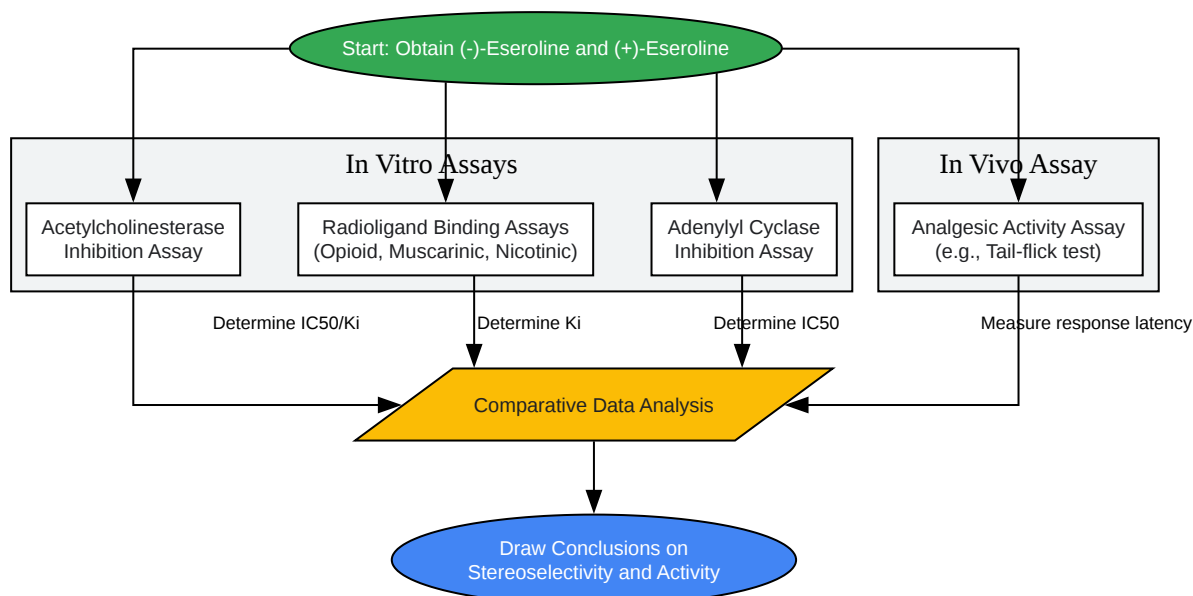 Start: Obtain (-)-Eseroline and (+)-Eseroline
In Vitro Assays
In Vivo Assay
Acetylcholinesterase
Inhibition Assay
Radioligand Binding Assays
(Opioid, Muscarinic, Nicotinic)
Adenylyl Cyclase
Inhibition Assay
Analgesic Activity Assay
(e.g., Tail-flick test)
Determine IC50/Ki
Determine Ki
Determine IC50
Measure response latency
Comparative Data Analysis
Draw Conclusions on
Stereoselectivity and Activity